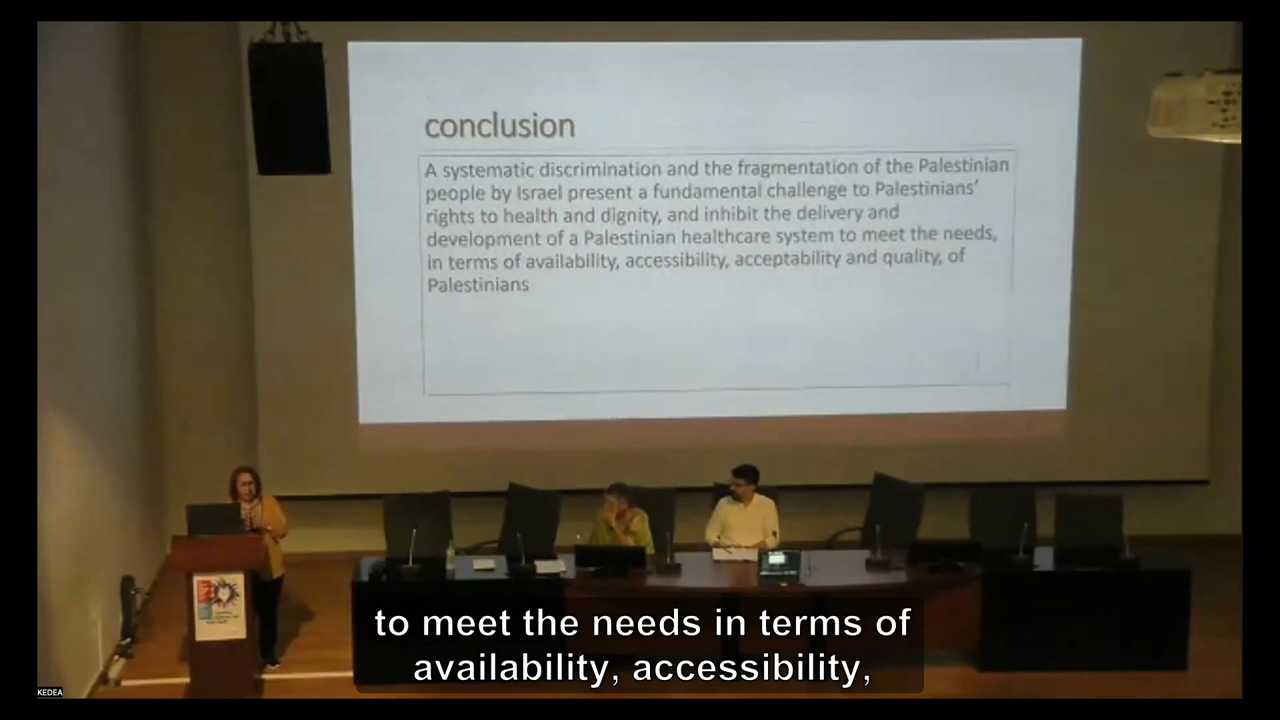 conclusion
A systematic discrimination and the fragmentation of the Palestinian
people by Israel present a fundamental challenge to Palestinians'
rights to health and dignity, and inhibit the delivery and
development of a Palestinian healthcare system to meet the needs,
in terms of availability, accessibility, acceptability and quality, of
Palestinians
to meet the needs in terms of
availability, accessibility,
KEDEA